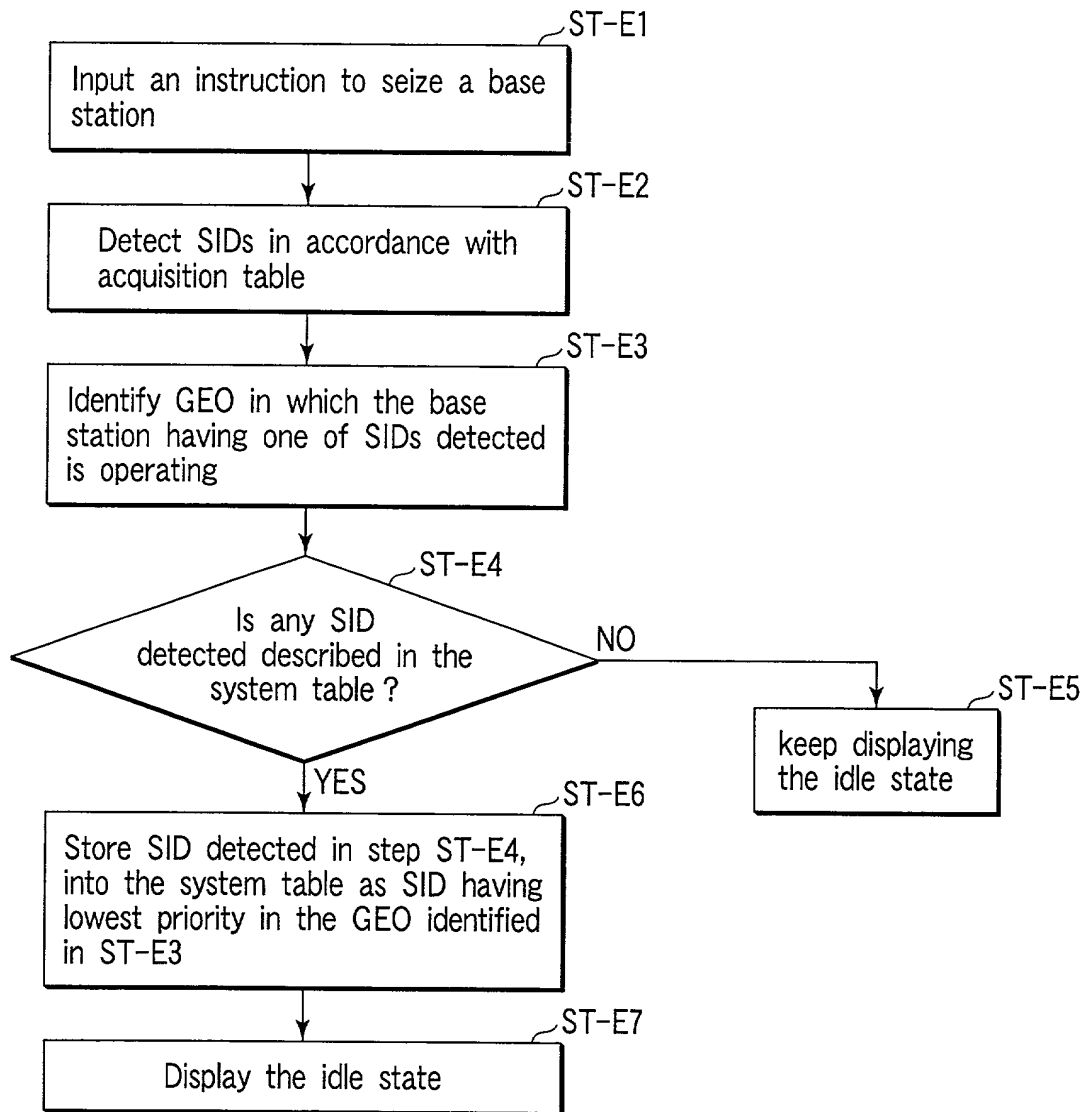 ST-E1
Input an instruction to seize a base
station
ST-E2
Detect SIDs in accordance with
acquisition table
ST-E3
Identify GEO in which the base
station having one of SIDs detected
is operating
ST-E4
Is any SID
detected described in the
system table ?
NO
ST-E5
keep displaying
the idle state
YES
ST-E6
Store SID detected in step ST-E4,
into the system table as SID having
lowest priority in the GEO identified
in ST-E3
ST-E7
Display the idle state